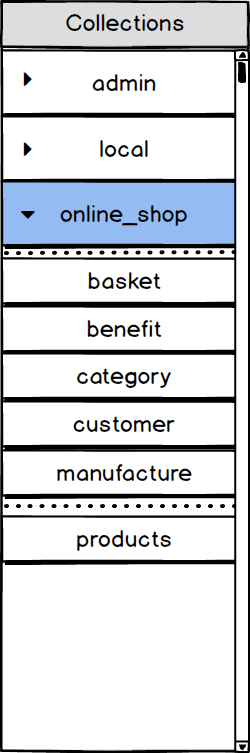 Collections
admin
local
online_shop
basket
benefit
category
customer
manufacture
products